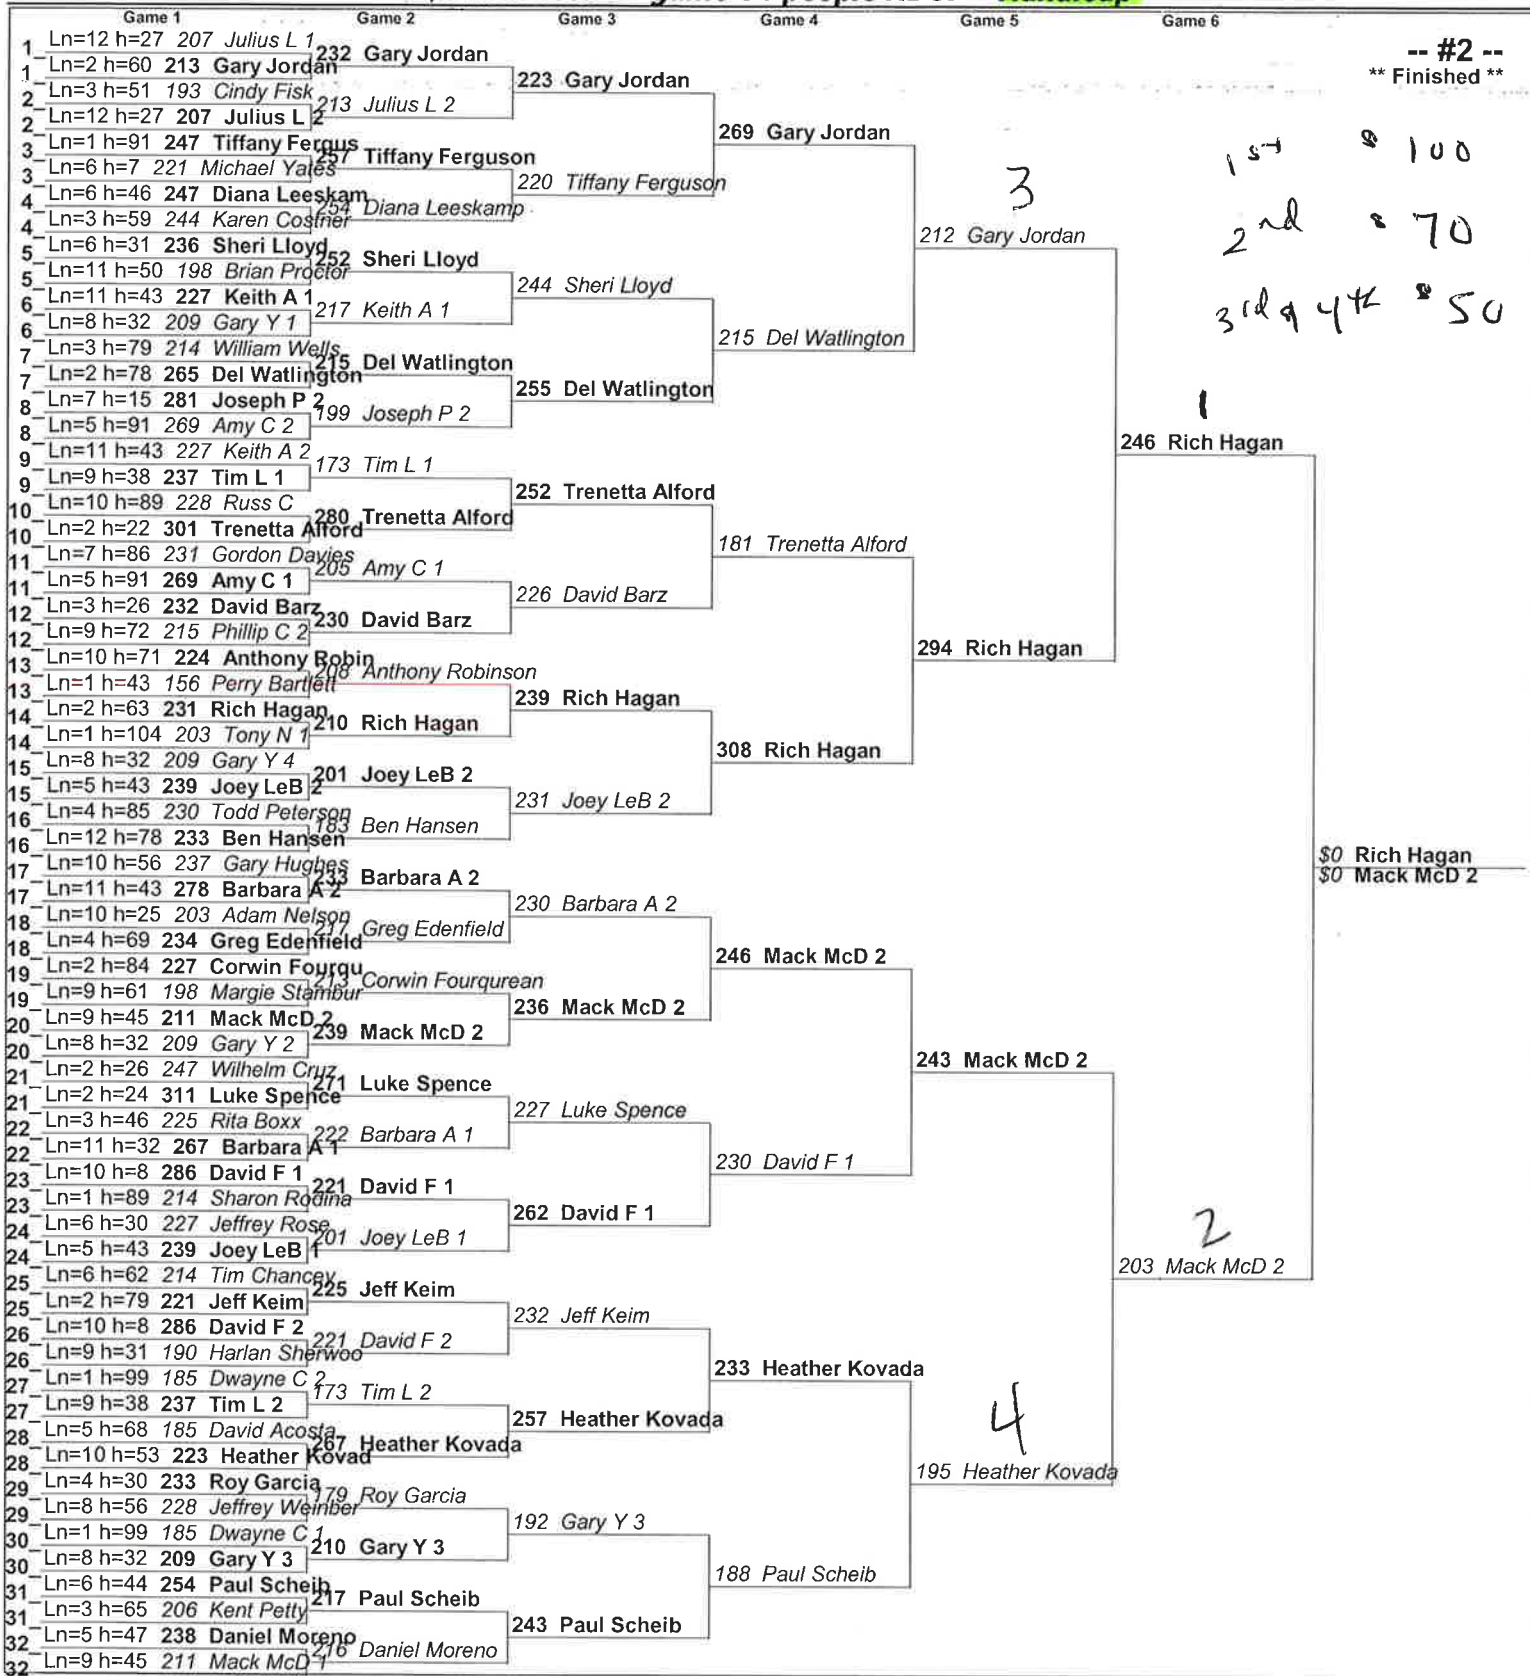 game 64 people
Game 1 Game 2 Game 3 Game 4 Game 5 Game 6
-- #2 --
** Finished **
1 Ln=12 h=27 207 Julius L 1
1 Ln=2 h=60 213 Gary Jordan
2 Ln=3 h=51 193 Cindy Fisk
2 Ln=12 h=27 207 Julius L 2
3 Ln=1 h=91 247 Tiffany Fergus
3 Ln=6 h=7 221 Michael Yates
4 Ln=6 h=46 247 Diana Leeskam
4 Ln=3 h=59 244 Karen Costner
5 Ln=6 h=31 236 Sheri Lloyd
5 Ln=11 h=50 198 Brian Proctor
6 Ln=11 h=43 227 Keith A 1
6 Ln=8 h=32 209 Gary Y 1
7 Ln=3 h=79 214 William Wells
7 Ln=2 h=78 265 Del Watlington
8 Ln=7 h=15 281 Joseph P 2
8 Ln=5 h=91 269 Amy C 2
9 Ln=11 h=43 227 Keith A 2
9 Ln=9 h=38 237 Tim L 1
10 Ln=10 h=89 228 Russ C
10 Ln=2 h=22 301 Trenetta Alford
11 Ln=7 h=86 231 Gordon Davies
11 Ln=5 h=91 269 Amy C 1
12 Ln=3 h=26 232 David Barz
12 Ln=9 h=72 215 Phillip C 2
13 Ln=10 h=71 224 Anthony Robin
13 Ln=1 h=43 156 Perry Bartlett
14 Ln=2 h=63 231 Rich Hagan
14 Ln=1 h=104 203 Tony N 1
15 Ln=8 h=32 209 Gary Y 4
15 Ln=5 h=43 239 Joey LeB 2
16 Ln=4 h=85 230 Todd Peterson
16 Ln=12 h=78 233 Ben Hansen
17 Ln=10 h=56 237 Gary Hughes
17 Ln=11 h=43 278 Barbara A 2
18 Ln=10 h=25 203 Adam Nelson
18 Ln=4 h=69 234 Greg Edenfield
19 Ln=2 h=84 227 Corwin Fourqu
19 Ln=9 h=61 198 Margie Stambur
20 Ln=9 h=45 211 Mack McD 2
20 Ln=8 h=32 209 Gary Y 2
21 Ln=2 h=26 247 Wilhelm Cruz
21 Ln=2 h=24 311 Luke Spence
22 Ln=3 h=46 225 Rita Boxx
22 Ln=11 h=32 267 Barbara A 1
23 Ln=10 h=8 286 David F 1
23 Ln=1 h=89 214 Sharon Rodina
24 Ln=6 h=30 227 Jeffrey Rose
24 Ln=5 h=43 239 Joey LeB 1
25 Ln=6 h=62 214 Tim Chancey
25 Ln=2 h=79 221 Jeff Keim
26 Ln=10 h=8 286 David F 2
26 Ln=9 h=31 190 Harlan Sherwoo
27 Ln=1 h=99 185 Dwayne C 2
27 Ln=9 h=38 237 Tim L 2
28 Ln=5 h=68 185 David Acosta
28 Ln=10 h=53 223 Heather Kovad
29 Ln=4 h=30 233 Roy Garcia
29 Ln=8 h=56 228 Jeffrey Weinber
30 Ln=1 h=99 185 Dwayne C 1
30 Ln=8 h=32 209 Gary Y 3
31 Ln=6 h=44 254 Paul Scheib
31 Ln=3 h=65 206 Kent Petty
32 Ln=5 h=47 238 Daniel Moreno
32 Ln=9 h=45 211 Mack McD 1
232 Gary Jordan
213 Julius L 2
257 Tiffany Ferguson
254 Diana Leeskamp
252 Sheri Lloyd
217 Keith A 1
215 Del Watlington
199 Joseph P 2
173 Tim L 1
280 Trenetta Alford
205 Amy C 1
230 David Barz
208 Anthony Robinson
210 Rich Hagan
201 Joey LeB 2
183 Ben Hansen
233 Barbara A 2
217 Greg Edenfield
213 Corwin Fourqurean
239 Mack McD 2
271 Luke Spence
222 Barbara A 1
221 David F 1
201 Joey LeB 1
225 Jeff Keim
221 David F 2
173 Tim L 2
267 Heather Kovada
179 Roy Garcia
210 Gary Y 3
217 Paul Scheib
216 Daniel Moreno
223 Gary Jordan
220 Tiffany Ferguson
244 Sheri Lloyd
255 Del Watlington
252 Trenetta Alford
226 David Barz
239 Rich Hagan
231 Joey LeB 2
230 Barbara A 2
236 Mack McD 2
227 Luke Spence
262 David F 1
232 Jeff Keim
257 Heather Kovada
192 Gary Y 3
243 Paul Scheib
269 Gary Jordan
215 Del Watlington
181 Trenetta Alford
308 Rich Hagan
246 Mack McD 2
230 David F 1
233 Heather Kovada
188 Paul Scheib
3
212 Gary Jordan
294 Rich Hagan
243 Mack McD 2
4
195 Heather Kovada
1
246 Rich Hagan
2
203 Mack McD 2
$0 Rich Hagan
$0 Mack McD 2
1st $ 100
2nd $ 70
3rd & 4th $ 50